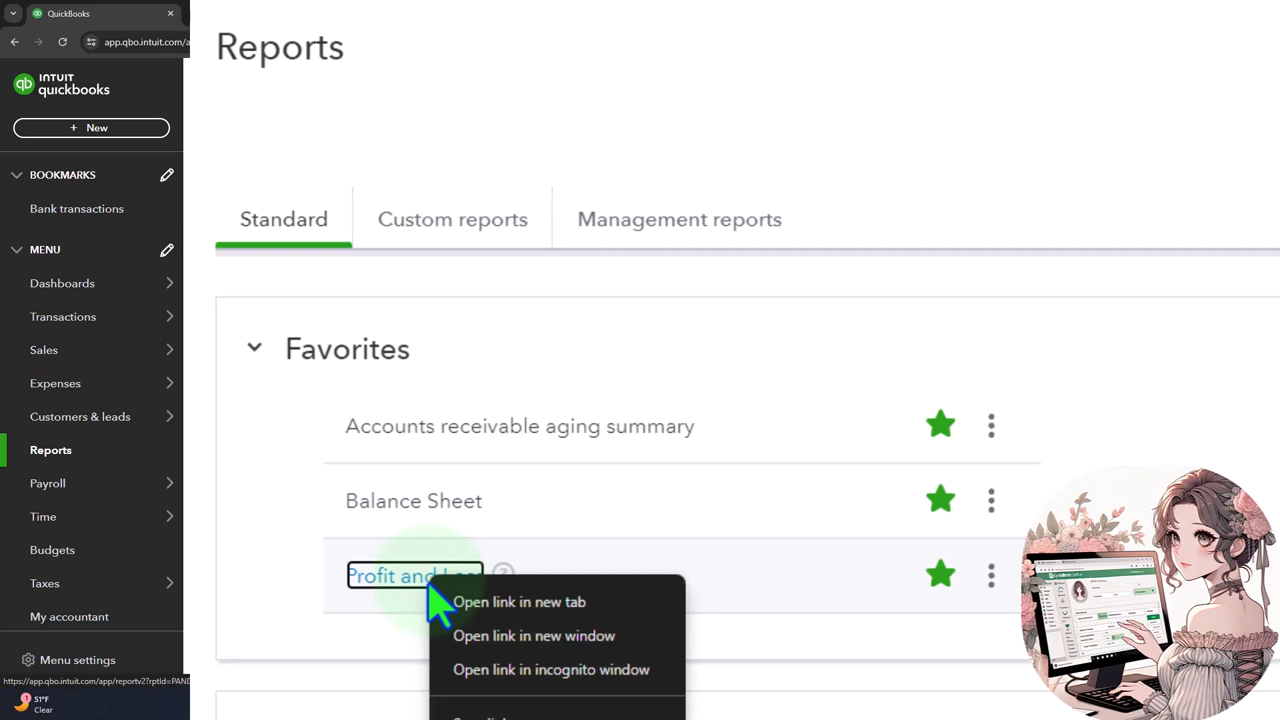 QuickBooks
app.qbo.intuit.com/a
INTUIT
quickbooks
+ New
BOOKMARKS
Bank transactions
MENU
Dashboards
Transactions
Sales
Expenses
Customers & leads
Reports
Payroll
Time
Budgets
Taxes
My accountant
Menu settings
https://app.qbo.intuit.com/app/reportv2?rptId=PAND
1
51°F
Clear
Reports
Standard
Custom reports
Management reports
Favorites
Accounts receivable aging summary
Balance Sheet
Profit and
Open link in new tab
Open link in new window
Open link in incognito window